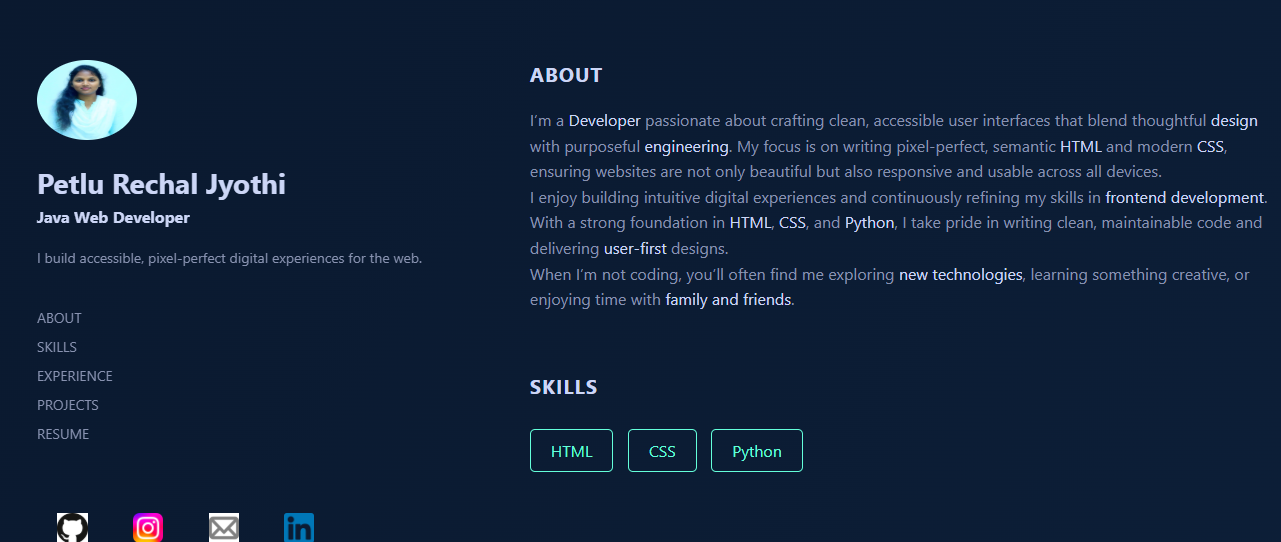 Petlu Rechal Jyothi
Java Web Developer
I build accessible, pixel-perfect digital experiences for the web.
ABOUT
SKILLS
EXPERIENCE
PROJECTS
RESUME
in
ABOUT
I’m a Developer passionate about crafting clean, accessible user interfaces that blend thoughtful design
with purposeful engineering. My focus is on writing pixel-perfect, semantic HTML and modern CSS,
ensuring websites are not only beautiful but also responsive and usable across all devices.
I enjoy building intuitive digital experiences and continuously refining my skills in frontend development.
With a strong foundation in HTML, CSS, and Python, I take pride in writing clean, maintainable code and
delivering user-first designs.
When I’m not coding, you’ll often find me exploring new technologies, learning something creative, or
enjoying time with family and friends.
SKILLS
HTML
CSS
Python